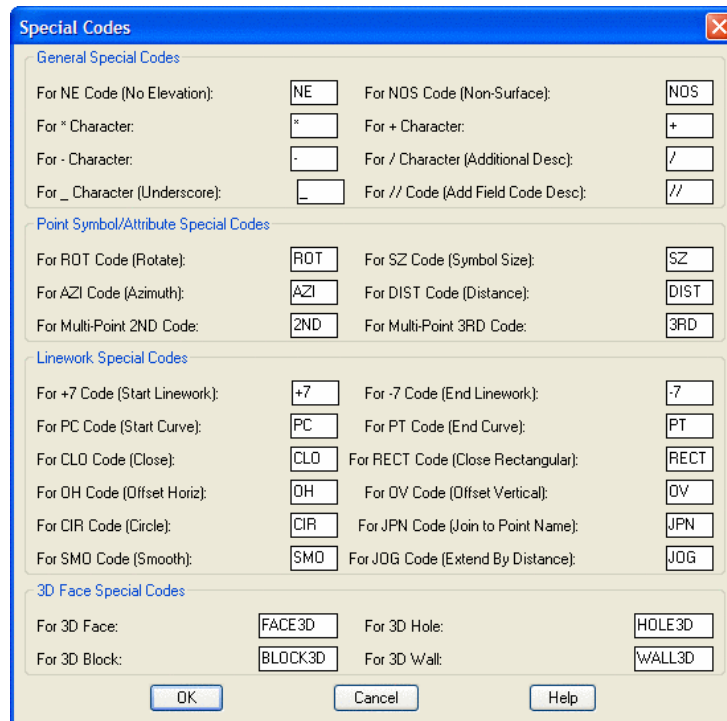 Special Codes
General Special Codes
For NE Code (No Elevation): NE For NOS Code (Non-Surface): NOS
For * Character: * For + Character: +
For - Character: - For / Character (Additional Desc): /
For _ Character (Underscore): _ For // Code (Add Field Code Desc): //
Point Symbol/Attribute Special Codes
For ROT Code (Rotate): ROT For SZ Code (Symbol Size): SZ
For AZI Code (Azimuth): AZI For DIST Code (Distance): DIST
For Multi-Point 2ND Code: 2ND For Multi-Point 3RD Code: 3RD
Linework Special Codes
For +7 Code (Start Linework): +7 For -7 Code (End Linework): -7
For PC Code (Start Curve): PC For PT Code (End Curve): PT
For CLO Code (Close): CLO For RECT Code (Close Rectangular): RECT
For OH Code (Offset Horiz): OH For OV Code (Offset Vertical): OV
For CIR Code (Circle): CIR For JPN Code (Join to Point Name): JPN
For SMO Code (Smooth): SMO For JOG Code (Extend By Distance): JOG
3D Face Special Codes
For 3D Face: FACE3D For 3D Hole: HOLE3D
For 3D Block: BLOCK3D For 3D Wall: WALL3D
OK Cancel Help